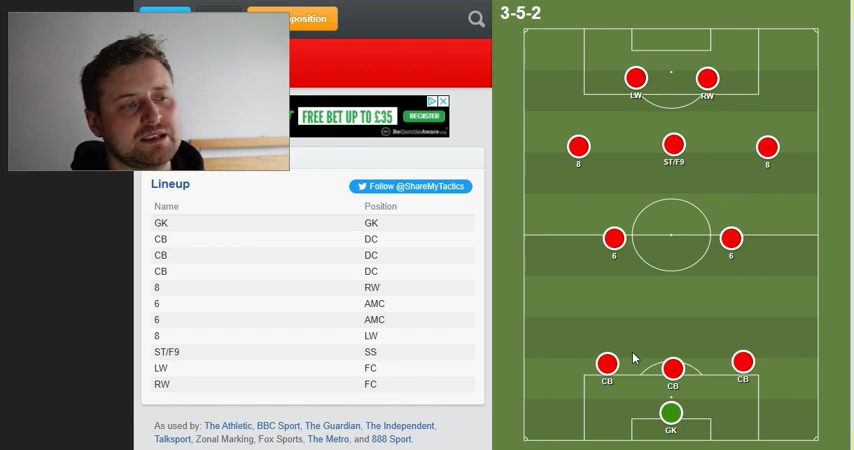 oposition
3-5-2
FREE BET UP TO £35
REGISTER
BeGambleAware.org
Lineup
Follow @ShareMyTactics
Name Position
GK GK
CB DC
CB DC
CB DC
8 RW
6 AMC
6 AMC
8 LW
ST/F9 SS
LW FC
RW FC
As used by: The Athletic, BBC Sport, The Guardian, The Independent,
Talksport, Zonal Marking, Fox Sports, The Metro, and 888 Sport.
LW RW
8 ST/F9 8
6 6
CB CB CB
GK